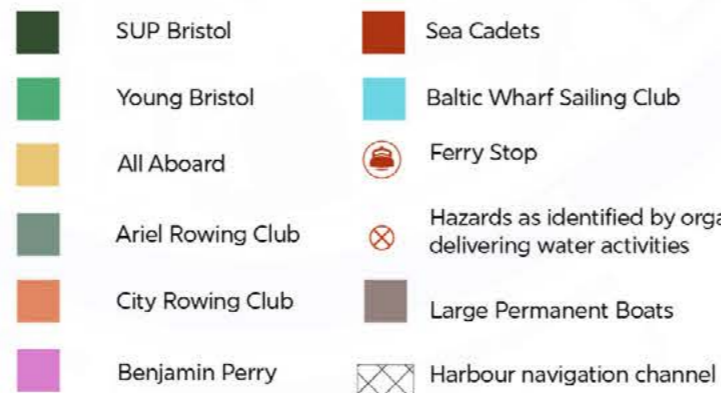 SUP Bristol
Young Bristol
All Aboard
Ariel Rowing Club
City Rowing Club
Benjamin Perry
Sea Cadets
Baltic Wharf Sailing Club
Ferry Stop
Hazards as identified by
delivering water activities
Large Permanent Boats
Harbour navigation channel